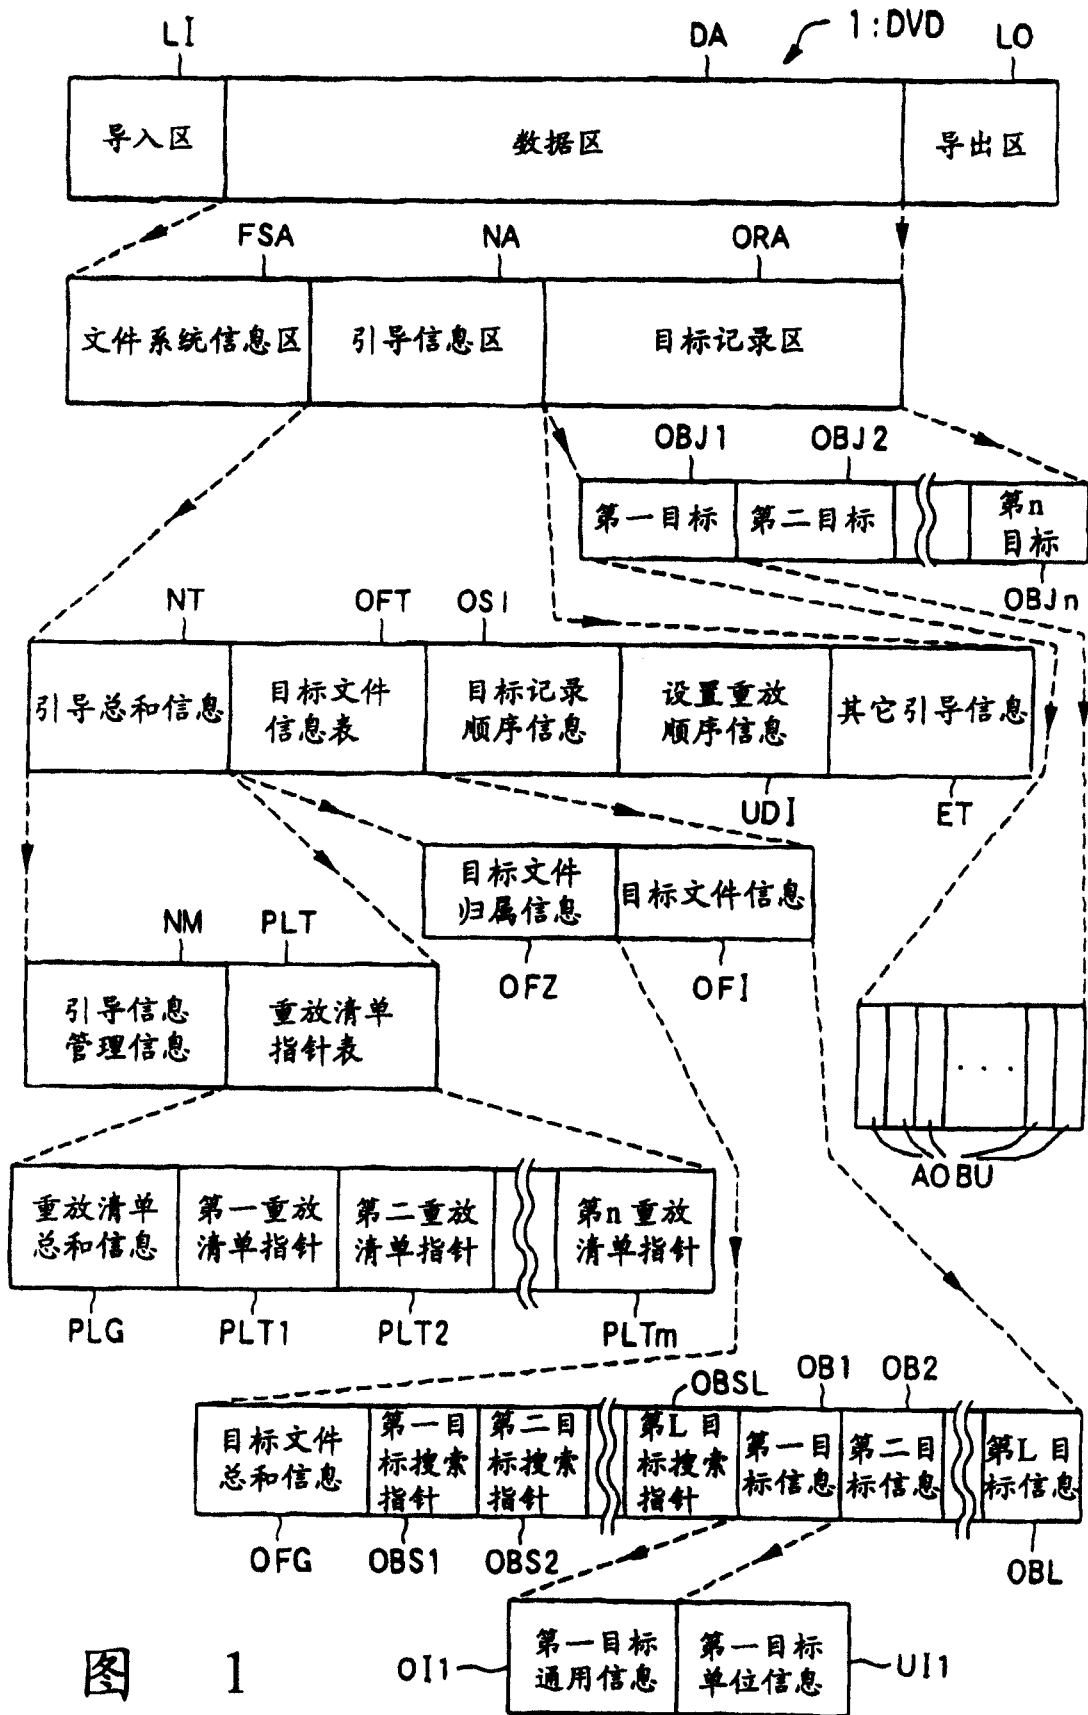 LI
DA
1:DVD
LO
导入区
数据区
导出区
FSA
NA
ORA
文件系统信息区
引导信息区
目标记录区
OBJ1
OBJ2
第一目标
第二目标
第n
目标
OBJn
NT
OFT
OSI
引导总和信息
目标文件
信息表
目标记录
顺序信息
设置重放
顺序信息
其它引导信息
UDI
ET
目标文件
归属信息
目标文件信息
OFZ
OFI
NM
PLT
引导信息
管理信息
重放清单
指针表
...
AOBU
重放清单
总和信息
第一重放
清单指针
第二重放
清单指针
第n重放
清单指针
PLG
PLT1
PLT2
PLTm
OBSL
OB1
OB2
目标文件
总和信息
第一目
标搜索
指针
第二目
标搜索
指针
第L目
标搜索
指针
第一目
标信息
第二目
标信息
第L目
标信息
OFG
OBS1
OBS2
OBL
OI1
第一目标
通用信息
第一目标
单位信息
UI1
图 1